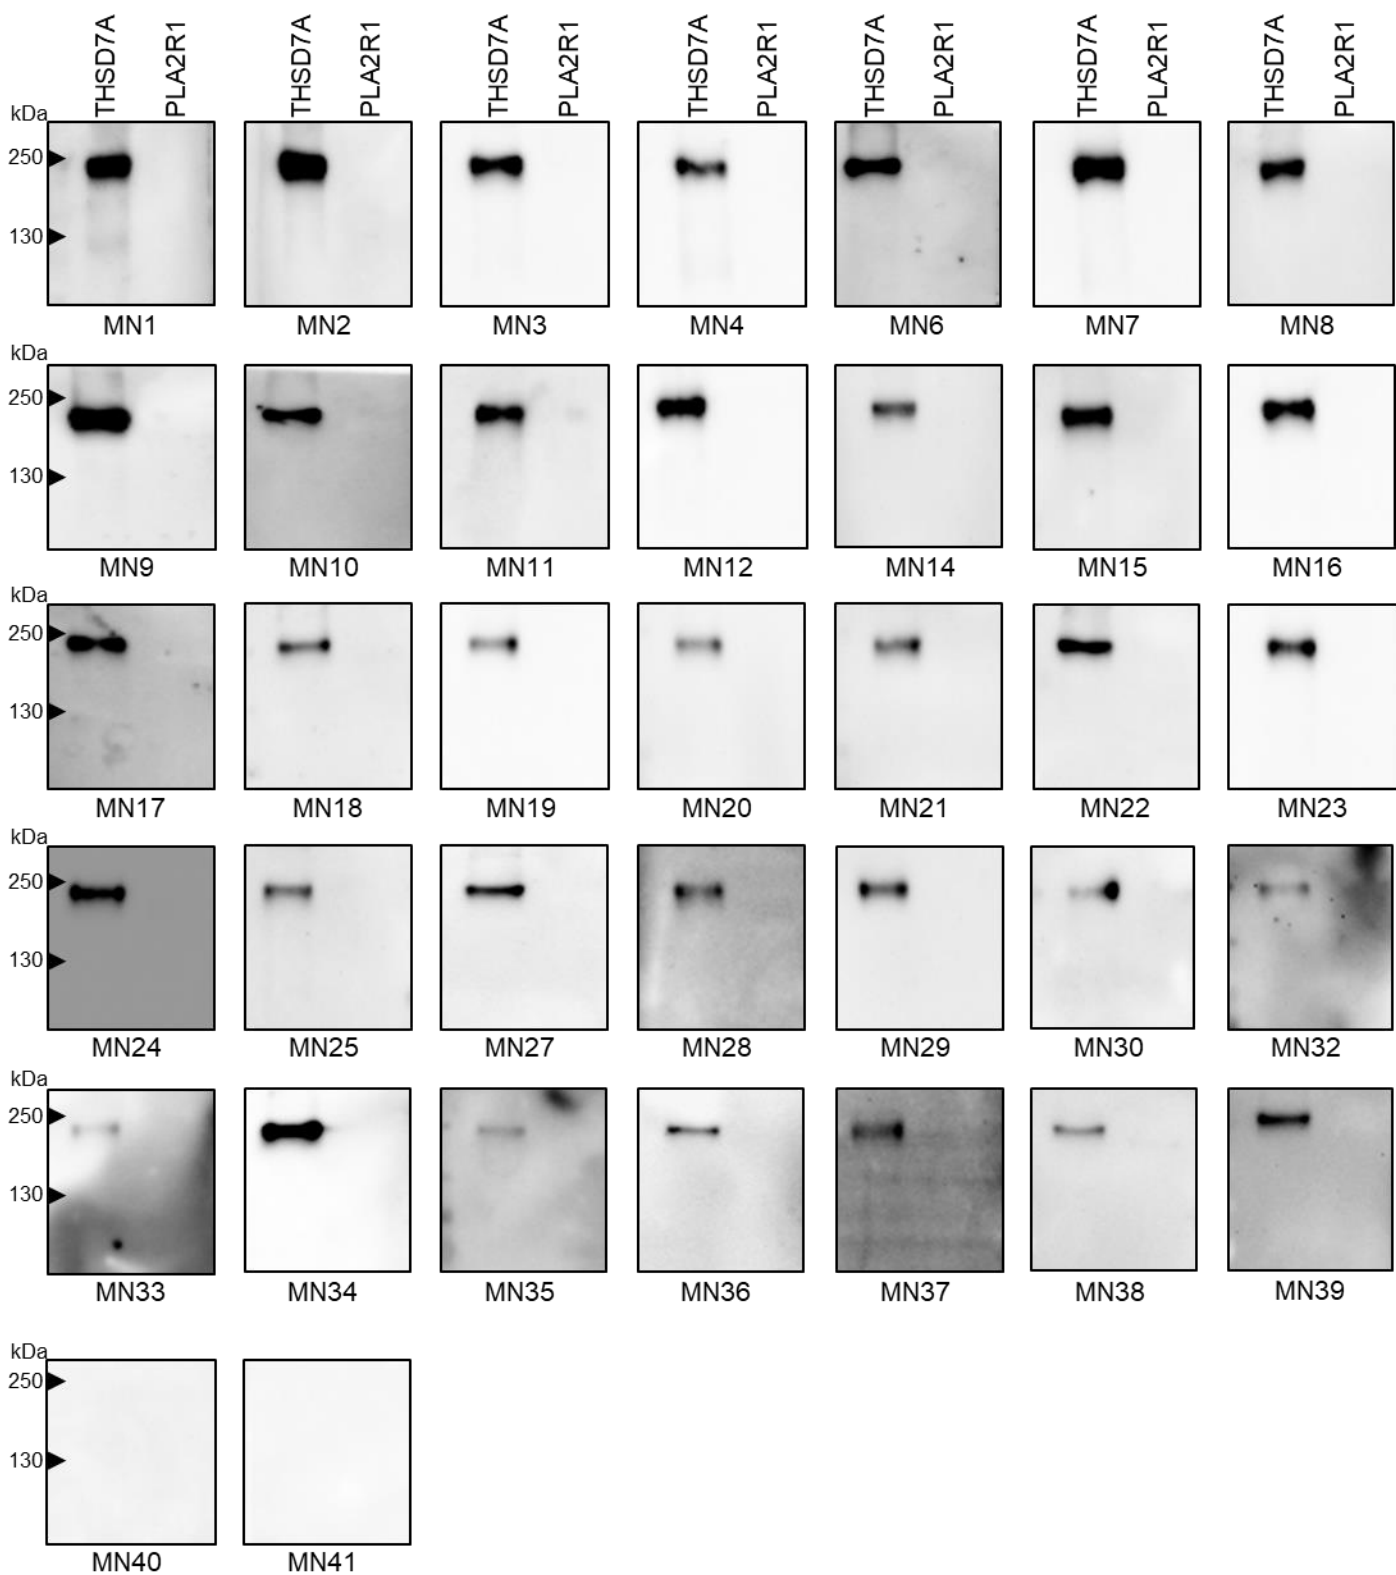 THSD7A PLA2R1 THSD7A PLA2R1 THSD7A PLA2R1 THSD7A PLA2R1 THSD7A PLA2R1 THSD7A PLA2R1 THSD7A PLA2R1
kDa
250
130
MN1 MN2 MN3 MN4 MN6 MN7 MN8
kDa
250
130
MN9 MN10 MN11 MN12 MN14 MN15 MN16
kDa
250
130
MN17 MN18 MN19 MN20 MN21 MN22 MN23
kDa
250
130
MN24 MN25 MN27 MN28 MN29 MN30 MN32
kDa
250
130
MN33 MN34 MN35 MN36 MN37 MN38 MN39
kDa
250
130
MN40 MN41